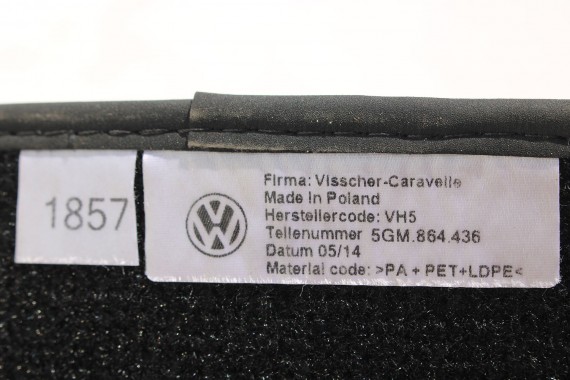 1857
VW
Firma: Visscher-Caravelle
Made in Poland
Herstellercode: VH5
Teilenummer 5GM.864.436
Datum 05/14
Material code: >PA + PET+LDPE<